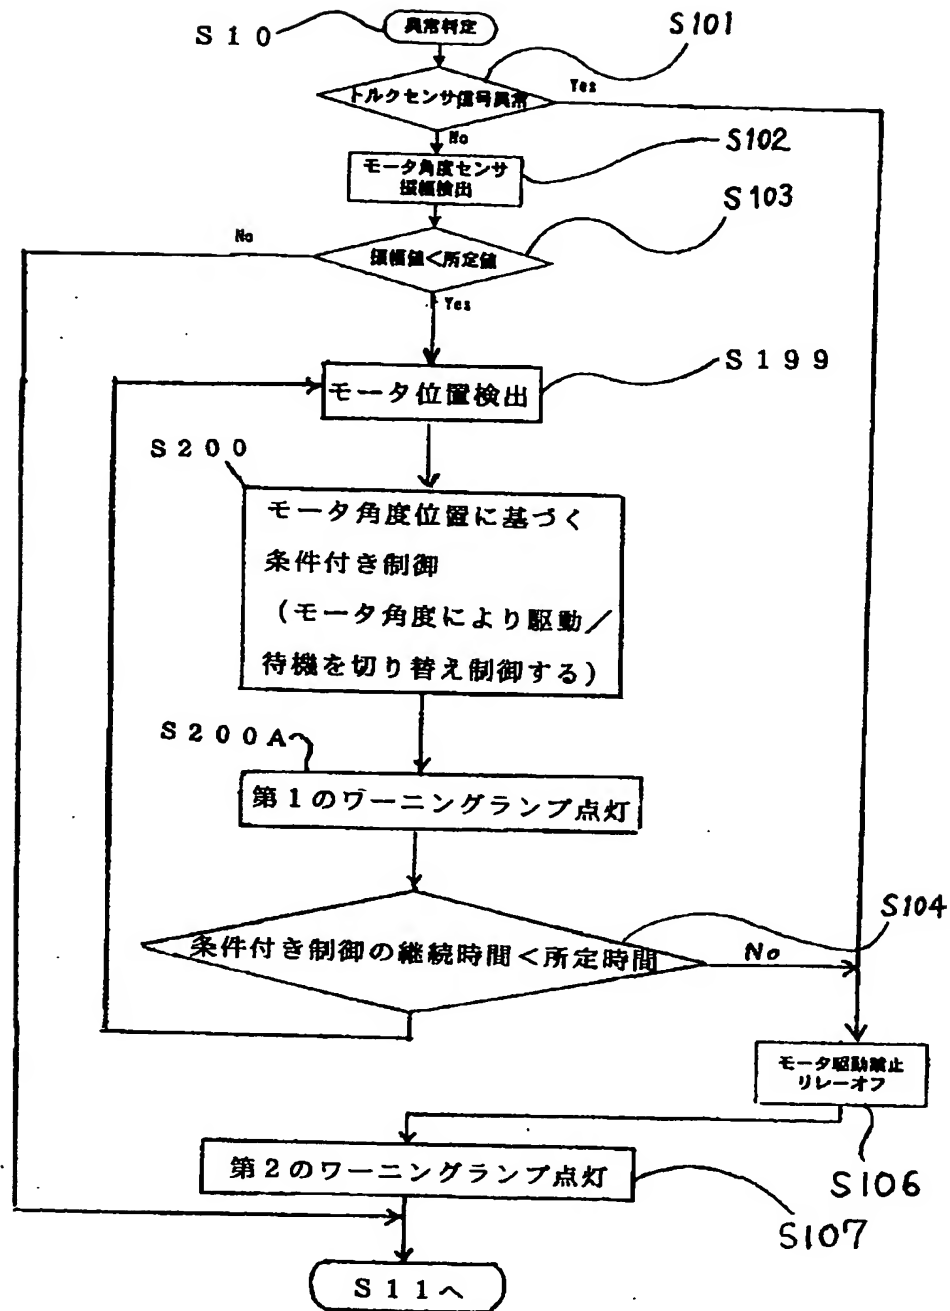 S10
異常判定
S101
トルクセンサ信号異常
Yes
No
S102
モータ角度センサ
振幅検出
S103
No
振幅値<所定値
Yes
S199
モータ位置検出
S200
モータ角度位置に基づく
条件付き制御
(モータ角度により駆動/
待機を切り替え制御する)
S200A
第1のワーニングランプ点灯
S104
条件付き制御の継続時間<所定時間
No
モータ駆動禁止
リレーオフ
S106
第2のワーニングランプ点灯
S107
S11へ